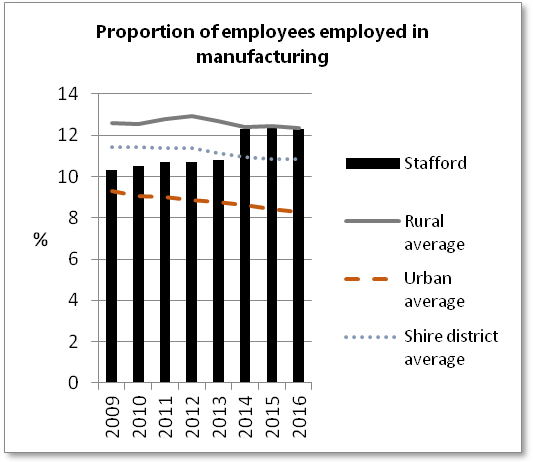 Proportion of employees employed in
manufacturing
14
12
10
8
6
4
2
0
%
2009
2010
2011
2012
2013
2014
2015
2016
Stafford
Rural
average
Urban
average
Shire district
average